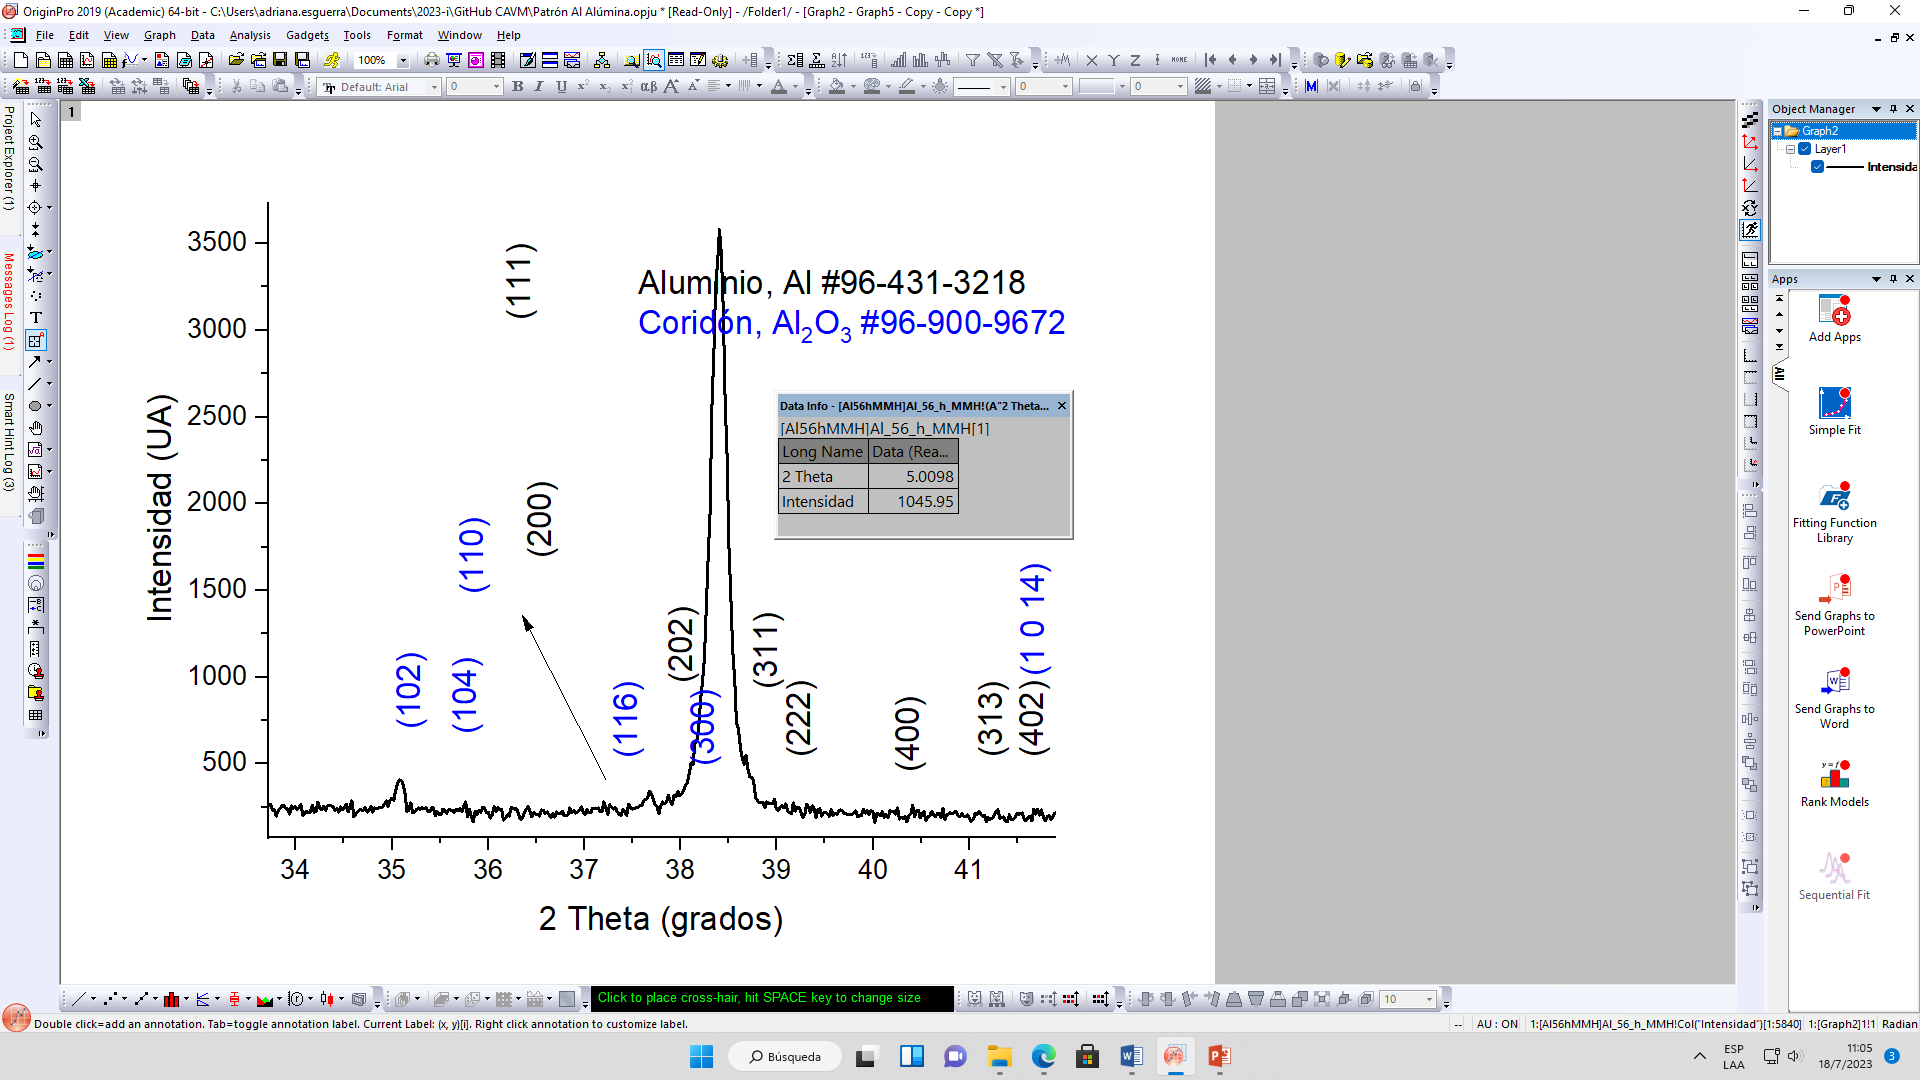 OriginPro 2019 (Academic) 64-bit - C:\Users\adriana.esguerra\Documents\2023-i\GitHub CAVM\Patrón Al Alúmina.opju * [Read-Only] - /Folder1/ - [Graph2 - Graph5 - Copy - Copy *]
File Edit View Graph Data Analysis Gadgets Tools Format Window Help
100%
Default: Arial 0 B I U αβ A A 0 0
1
Project Explorer (1)
Messages Log (1)
Smart Hint Log (3)
Object Manager
Graph2
Layer1
Intensida
Apps
All
Add Apps
Simple Fit
Fitting Function
Library
Send Graphs to
PowerPoint
Send Graphs to
Word
Rank Models
Sequential Fit
Intensidad (UA)
3500
3000
2500
2000
1500
1000
500
(111)
Aluminio, Al #96-431-3218
Coridón, Al2O3 #96-900-9672
Data Info - [Al56hMMH]Al_56_h_MMH!(A"2 Theta...
[Al56hMMH]Al_56_h_MMH[1]
Long Name Data (Rea...
2 Theta 5.0098
Intensidad 1045.95
(200)
(110)
(102)
(104)
(116)
(202)
(300)
(311)
(222)
(400)
(313)
(402)
(1 0 14)
34 35 36 37 38 39 40 41
2 Theta (grados)
Click to place cross-hair, hit SPACE key to change size
10
Double click=add an annotation. Tab=toggle annotation label. Current Label: (x, y)[i]. Right click annotation to customize label.
-- AU : ON 1:[Al56hMMH]Al_56_h_MMH!Col("Intensidad")[1:5840] 1:[Graph2]1!1 Radian
Búsqueda
ESP
LAA
11:05
18/7/2023
3